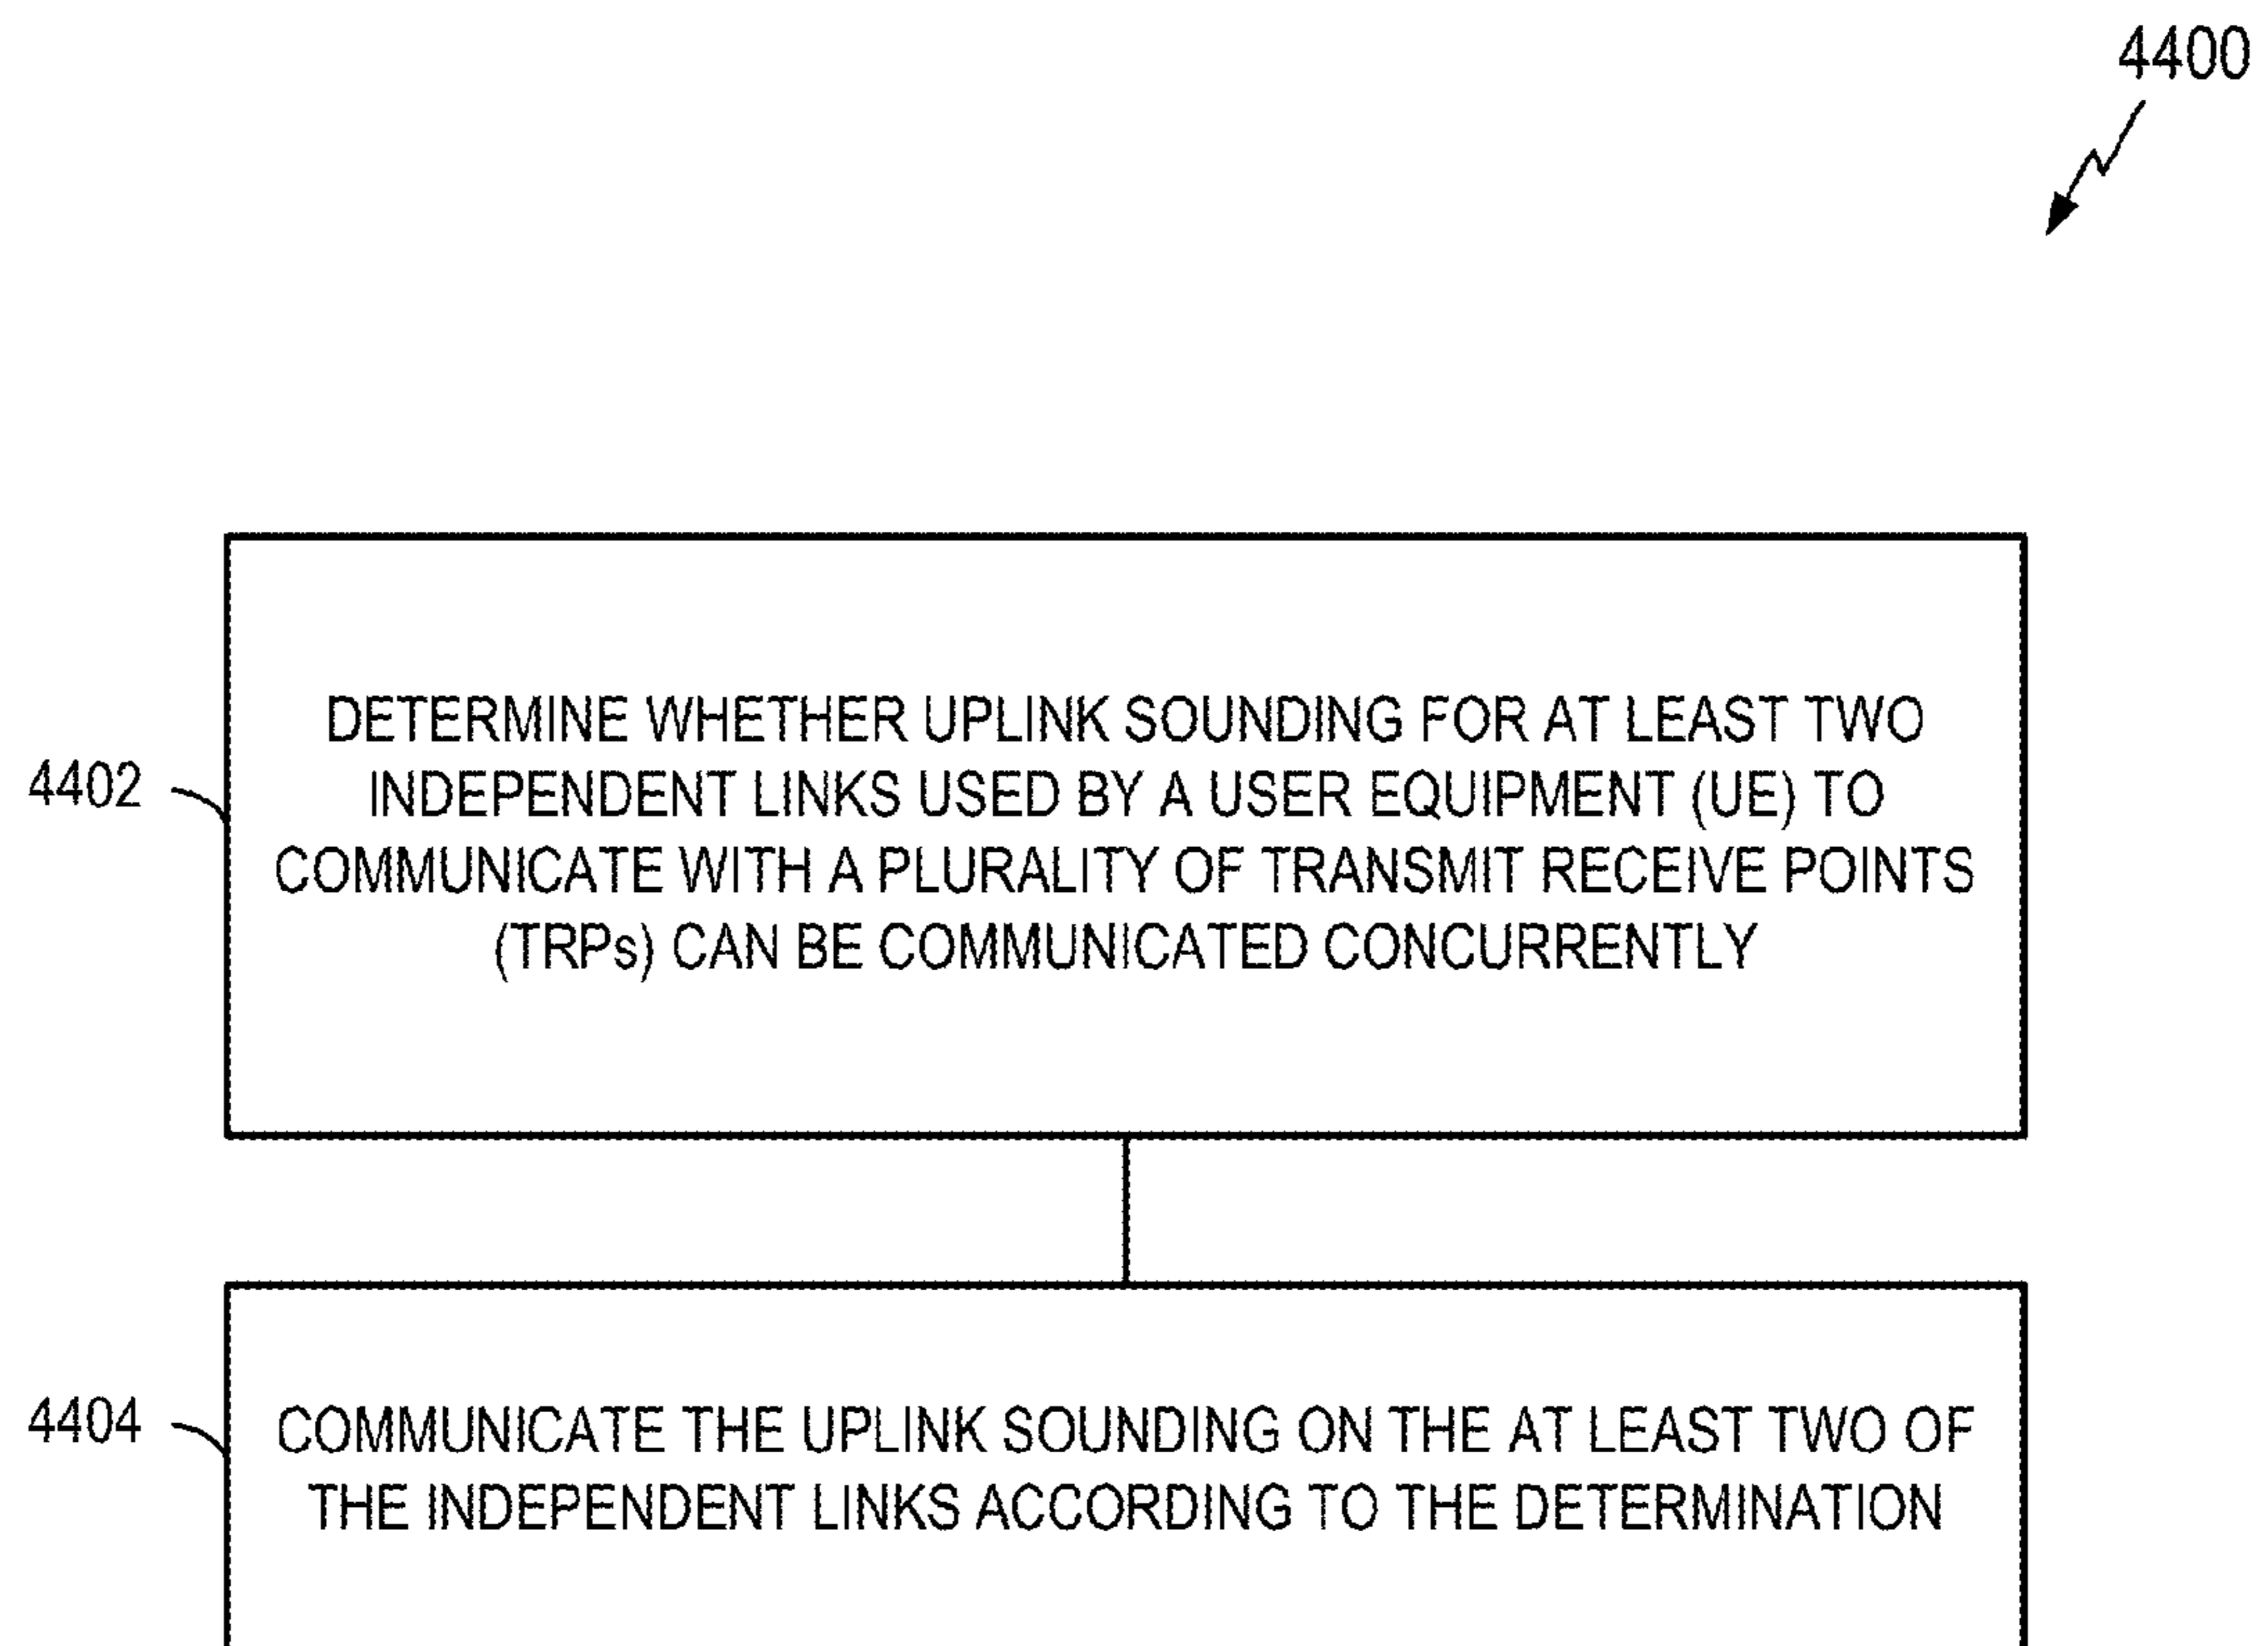 4400
DETERMINE WHETHER UPLINK SOUNDING FOR AT LEAST TWO
INDEPENDENT LINKS USED BY A USER EQUIPMENT (UE) TO
COMMUNICATE WITH A PLURALITY OF TRANSMIT RECEIVE POINTS
(TRPs) CAN BE COMMUNICATED CONCURRENTLY
4402
COMMUNICATE THE UPLINK SOUNDING ON THE AT LEAST TWO OF
THE INDEPENDENT LINKS ACCORDING TO THE DETERMINATION
4404